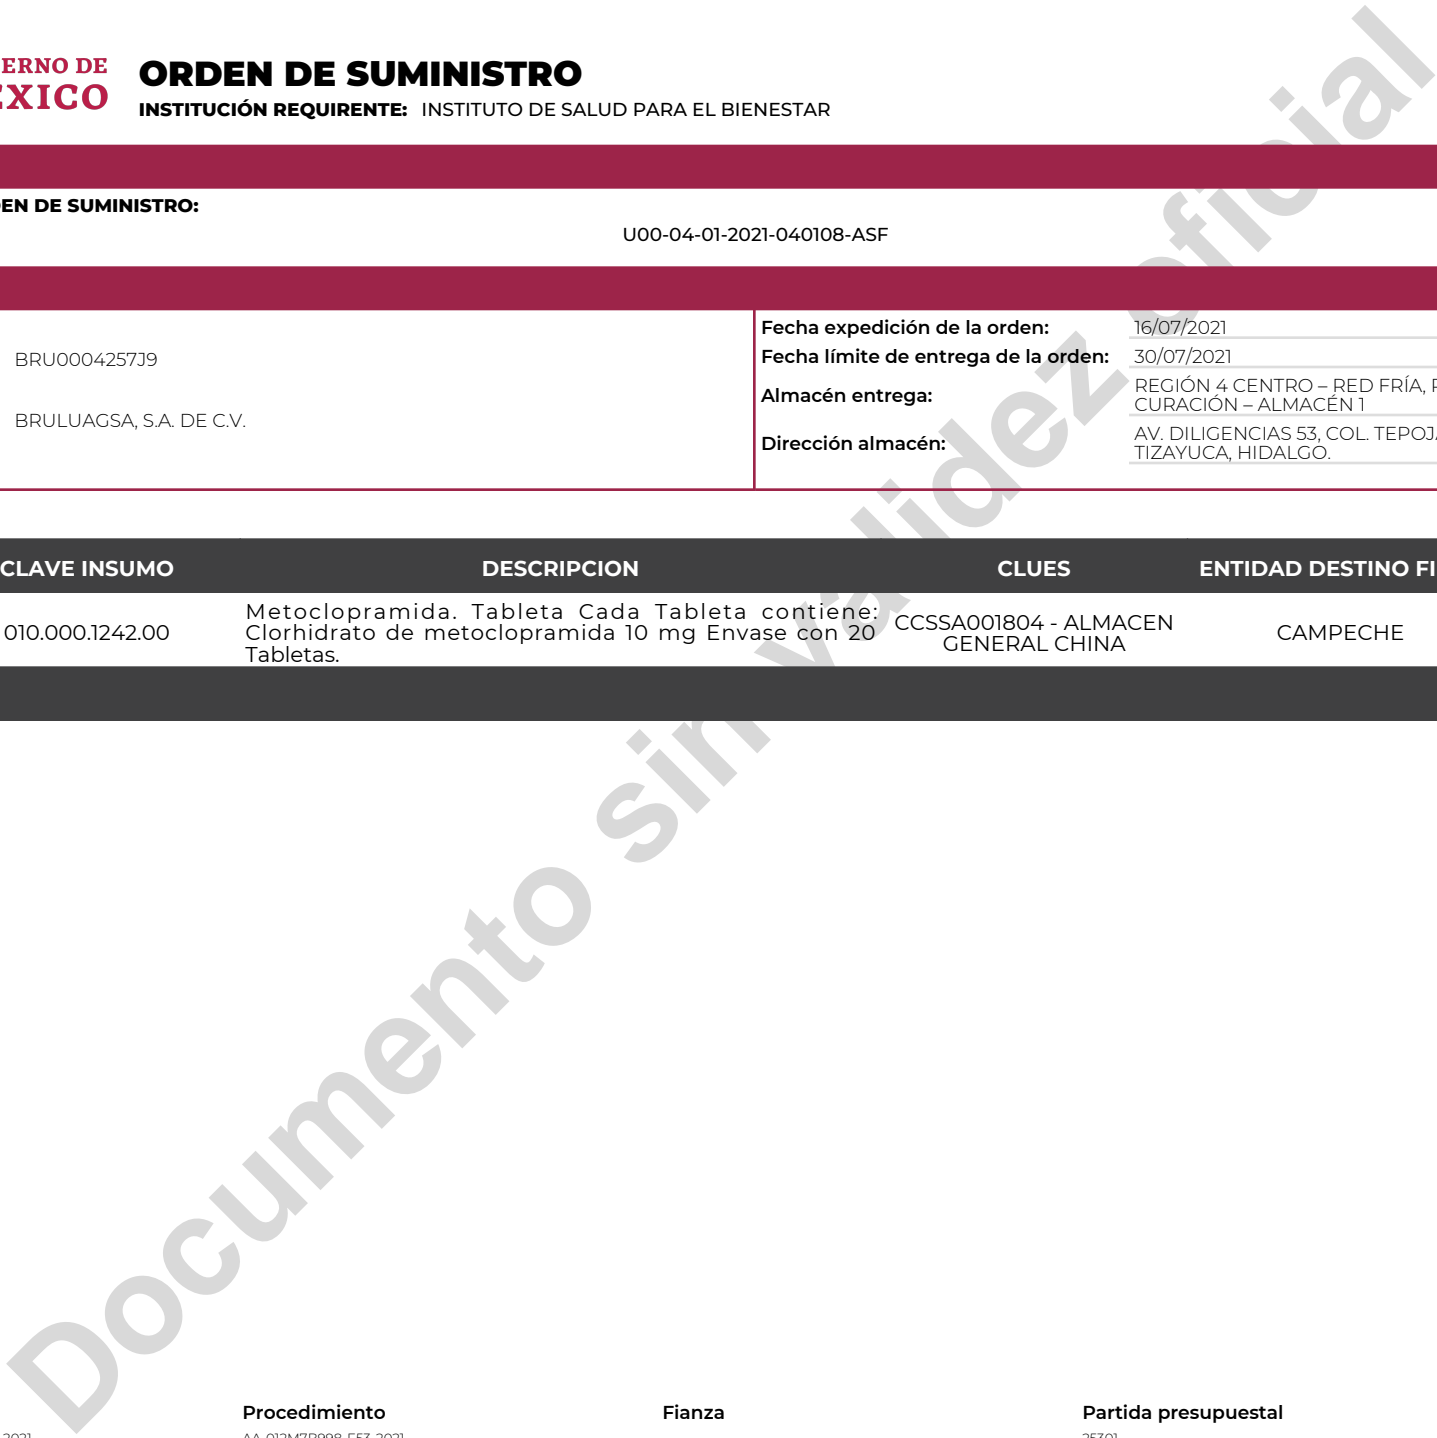 ERNO DE
EXICO
ORDEN DE SUMINISTRO
INSTITUCIÓN REQUIRENTE: INSTITUTO DE SALUD PARA EL BIENESTAR
EN DE SUMINISTRO:
U00-04-01-2021-040108-ASF
BRU0004257J9
BRULUAGSA, S.A. DE C.V.
Fecha expedición de la orden: 16/07/2021
Fecha límite de entrega de la orden: 30/07/2021
Almacén entrega: REGIÓN 4 CENTRO – RED FRÍA,
CURACIÓN – ALMACÉN 1
Dirección almacén: AV. DILIGENCIAS 53, COL. TEPOJ
TIZAYUCA, HIDALGO.
CLAVE INSUMO DESCRIPCION CLUES ENTIDAD DESTINO FI
010.000.1242.00
Metoclopramida. Tableta Cada Tableta contiene:
Clorhidrato de metoclopramida 10 mg Envase con 20
Tabletas.
CCSSA001804 - ALMACEN
GENERAL CHINA
CAMPECHE
Documento sin validez oficial
Procedimiento Fianza Partida presupuestal